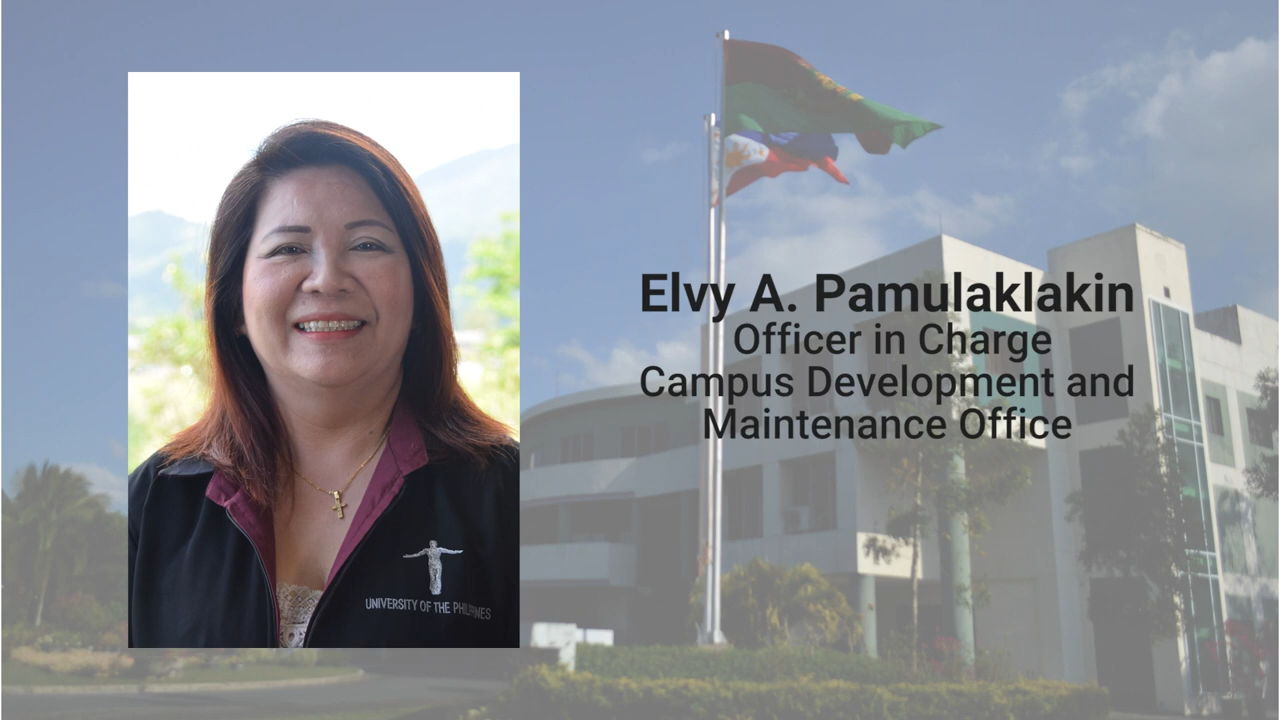 Elvy A. Pamulaklakin
Officer in Charge
Campus Development and
Maintenance Office
UNIVERSITY OF THE PHILIPPINES